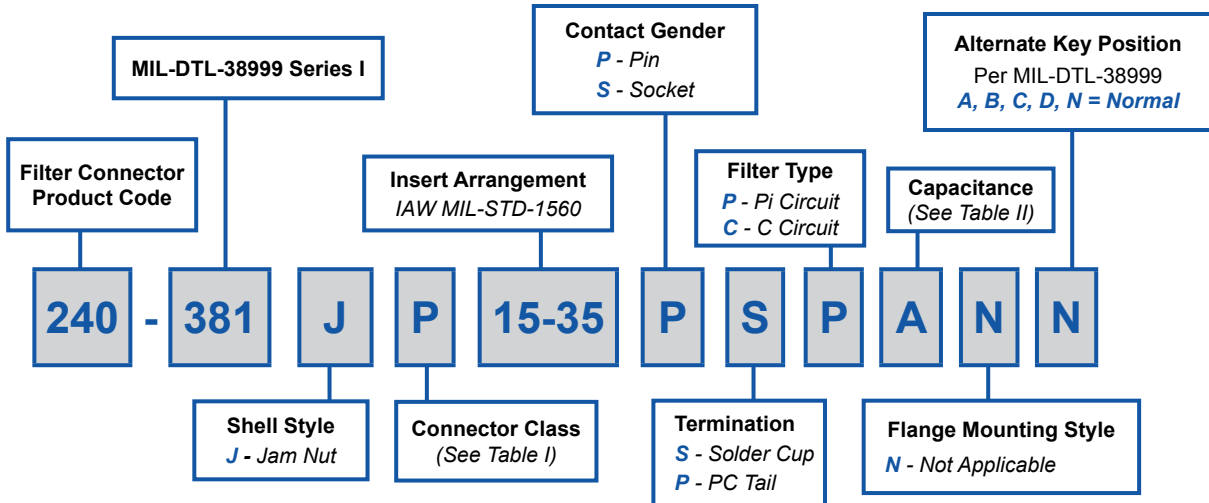 Contact Gender
P - Pin
S - Socket
Alternate Key Position
Per MIL-DTL-38999
A, B, C, D, N = Normal
MIL-DTL-38999 Series I
Filter Connector
Product Code
Insert Arrangement
IAW MIL-STD-1560
Filter Type
P - Pi Circuit
C - C Circuit
Capacitance
(See Table II)
240 - 381 J P 15-35 P S P A N N
Shell Style
J - Jam Nut
Connector Class
(See Table I)
Termination
S - Solder Cup
P - PC Tail
Flange Mounting Style
N - Not Applicable